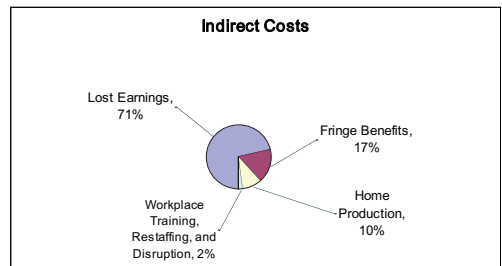 Indirect Costs
Lost Earnings,
71%
Fringe Benefits,
17%
Home
Production,
10%
Workplace
Training,
Restaffing, and
Disruption, 2%